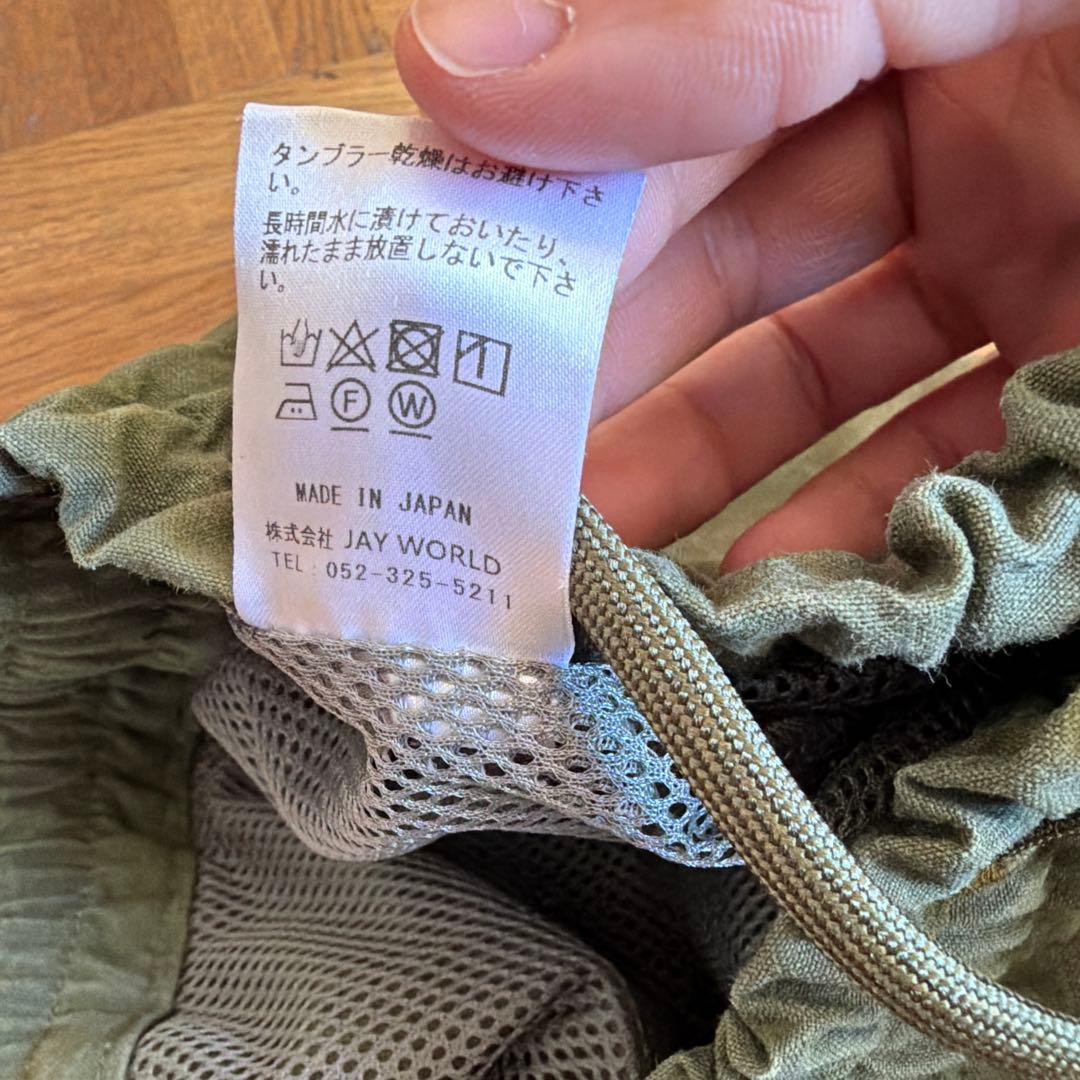 タンブラー乾燥はお避け下さ
い。
長時間水に漬けておいたり、
濡れたまま放置しないで下さ
い。
F W
MADE IN JAPAN
株式会社 JAY WORLD
TEL：052-325-5211